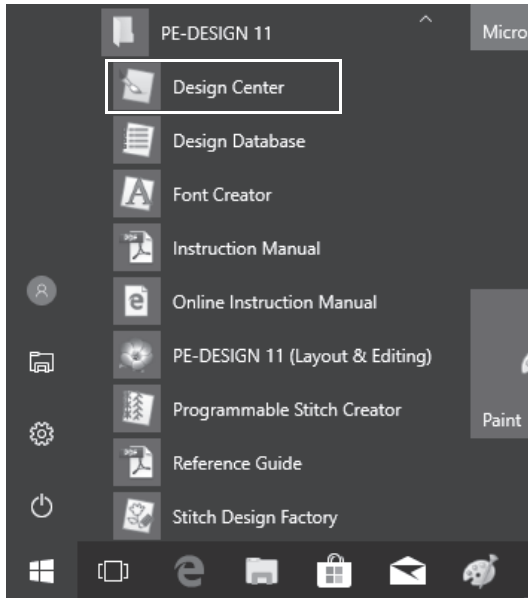 PE-DESIGN 11
Micro
Design Center
Design Database
Font Creator
Instruction Manual
Online Instruction Manual
PE-DESIGN 11 (Layout & Editing)
Programmable Stitch Creator
Paint
Reference Guide
Stitch Design Factory